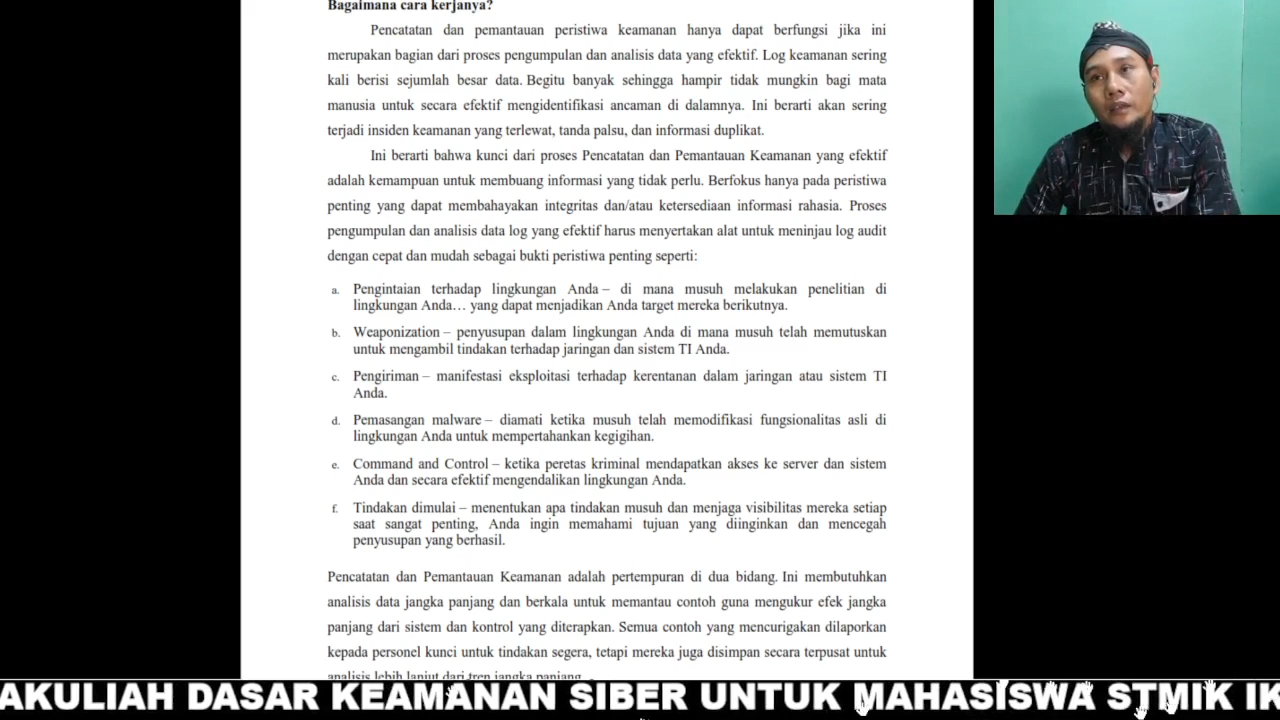 Bagaimana cara kerjanya?
Pencatatan dan pemantauan peristiwa keamanan hanya dapat berfungsi jika ini
merupakan bagian dari proses pengumpulan dan analisis data yang efektif. Log keamanan sering
kali berisi sejumlah besar data. Begitu banyak sehingga hampir tidak mungkin bagi mata
manusia untuk secara efektif mengidentifikasi ancaman di dalamnya. Ini berarti akan sering
terjadi insiden keamanan yang terlewat, tanda palsu, dan informasi duplikat.
Ini berarti bahwa kunci dari proses Pencatatan dan Pemantauan Keamanan yang efektif
adalah kemampuan untuk membuang informasi yang tidak perlu. Berfokus hanya pada peristiwa
penting yang dapat membahayakan integritas dan/atau ketersediaan informasi rahasia. Proses
pengumpulan dan analisis data log yang efektif harus menyertakan alat untuk meninjau log audit
dengan cepat dan mudah sebagai bukti peristiwa penting seperti:
a. Pengintaian terhadap lingkungan Anda – di mana musuh melakukan penelitian di
lingkungan Anda… yang dapat menjadikan Anda target mereka berikutnya.
b. Weaponization – penyusupan dalam lingkungan Anda di mana musuh telah memutuskan
untuk mengambil tindakan terhadap jaringan dan sistem TI Anda.
c. Pengiriman – manifestasi eksploitasi terhadap kerentanan dalam jaringan atau sistem TI
Anda.
d. Pemasangan malware – diamati ketika musuh telah memodifikasi fungsionalitas asli di
lingkungan Anda untuk mempertahankan kegigihan.
e. Command and Control – ketika peretas kriminal mendapatkan akses ke server dan sistem
Anda dan secara efektif mengendalikan lingkungan Anda.
f. Tindakan dimulai – menentukan apa tindakan musuh dan menjaga visibilitas mereka setiap
saat sangat penting, Anda ingin memahami tujuan yang diinginkan dan mencegah
penyusupan yang berhasil.
Pencatatan dan Pemantauan Keamanan adalah pertempuran di dua bidang. Ini membutuhkan
analisis data jangka panjang dan berkala untuk memantau contoh guna mengukur efek jangka
panjang dari sistem dan kontrol yang diterapkan. Semua contoh yang mencurigakan dilaporkan
kepada personel kunci untuk tindakan segera, tetapi mereka juga disimpan secara terpisah untuk
analisis lebih lanjut dari tren jangka panjang.
AKULIAH DASAR KEAMANAN SIBER UNTUK MAHASISWA STMIK IK